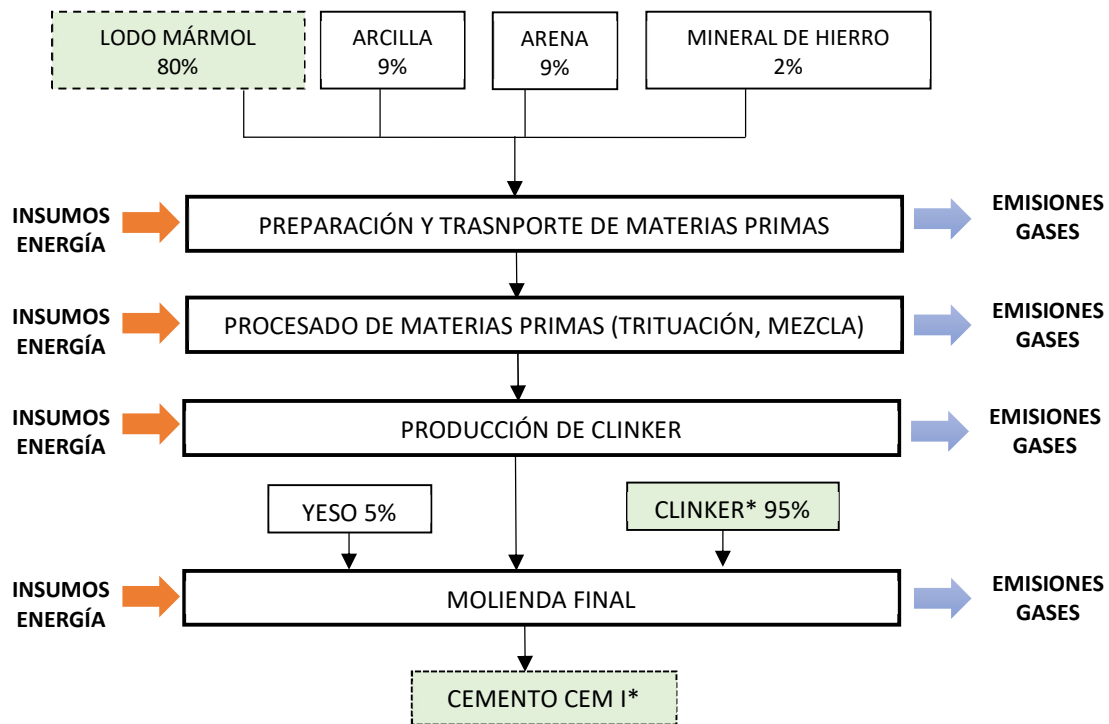 LODO MÁRMOL
80%
ARCILLA
9%
ARENA
9%
MINERAL DE HIERRO
2%
INSUMOS
ENERGÍA
PREPARACIÓN Y TRASNPORTE DE MATERIAS PRIMAS
EMISIONES
GASES
INSUMOS
ENERGÍA
PROCESADO DE MATERIAS PRIMAS (TRITUACIÓN, MEZCLA)
EMISIONES
GASES
INSUMOS
ENERGÍA
PRODUCCIÓN DE CLINKER
EMISIONES
GASES
YESO 5%
CLINKER* 95%
INSUMOS
ENERGÍA
MOLIENDA FINAL
EMISIONES
GASES
CEMENTO CEM I*